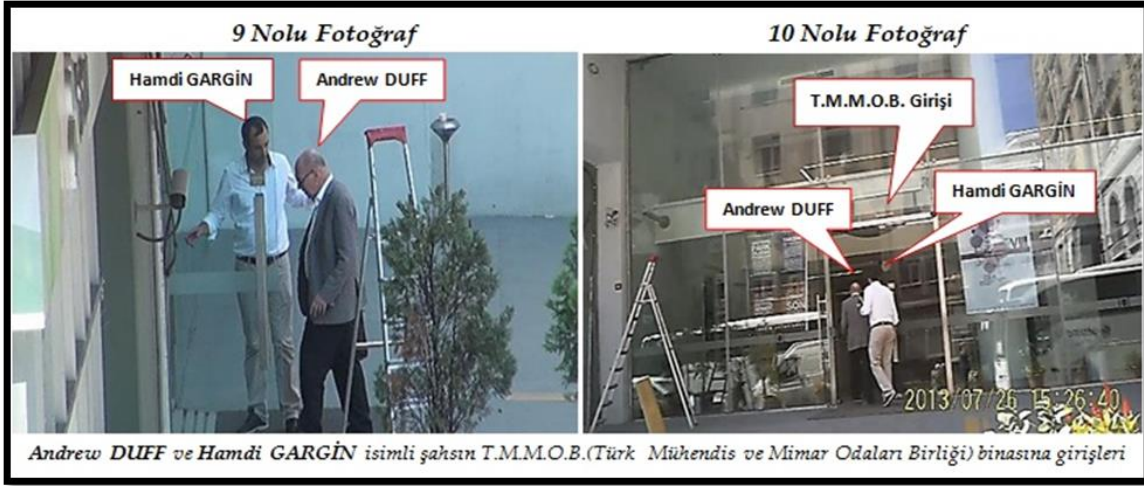 9 Nolu Fotoğraf
10 Nolu Fotoğraf
Hamdi GARGİN
Andrew DUFF
T.M.M.O.B. Girişi
Andrew DUFF
Hamdi GARGİN
2013/07/26 15:26:40
Andrew DUFF ve Hamdi GARGİN isimli şahsın T.M.M.O.B.(Türk Mühendis ve Mimar Odaları Birliği) binasına girişleri